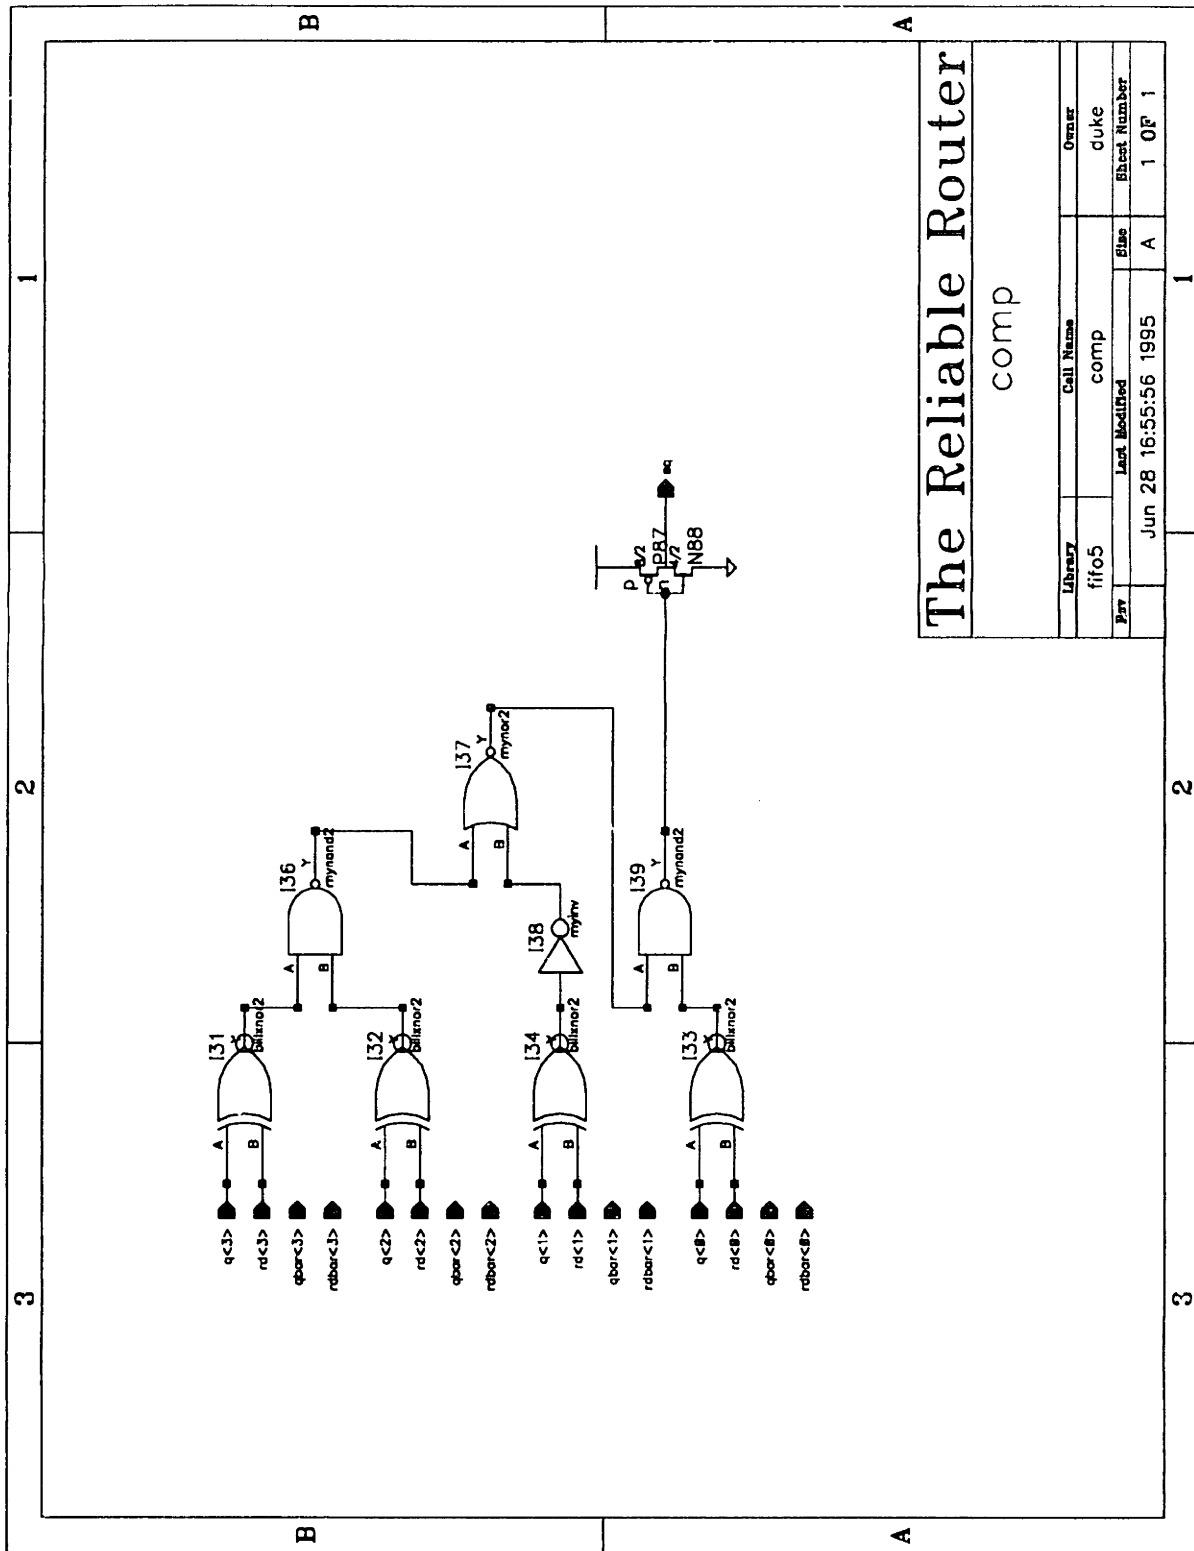 3
2
1
B
B
A
A
q<3>
rd<3>
qbar<3>
rdbar<3>
q<2>
rd<2>
qbar<2>
rdbar<2>
q<1>
rd<1>
qbar<1>
rdbar<1>
q<0>
rd<0>
qbar<0>
rdbar<0>
A
B
I31
Y
A
B
I32
Y
A
B
I34
Y
A
B
I33
Y
A
B
I36
Y
mynand2
I38
myinv
A
B
I37
Y
mynor2
A
B
I39
Y
mynand2
p
n
P87
N88
eq
The Reliable Router
comp
Library
Cell Name
Owner
fifo5
comp
duke
Last Modified
Size
Sheet Number
Jun 28 16:55:56 1995
A
1 OF 1
3
2
1